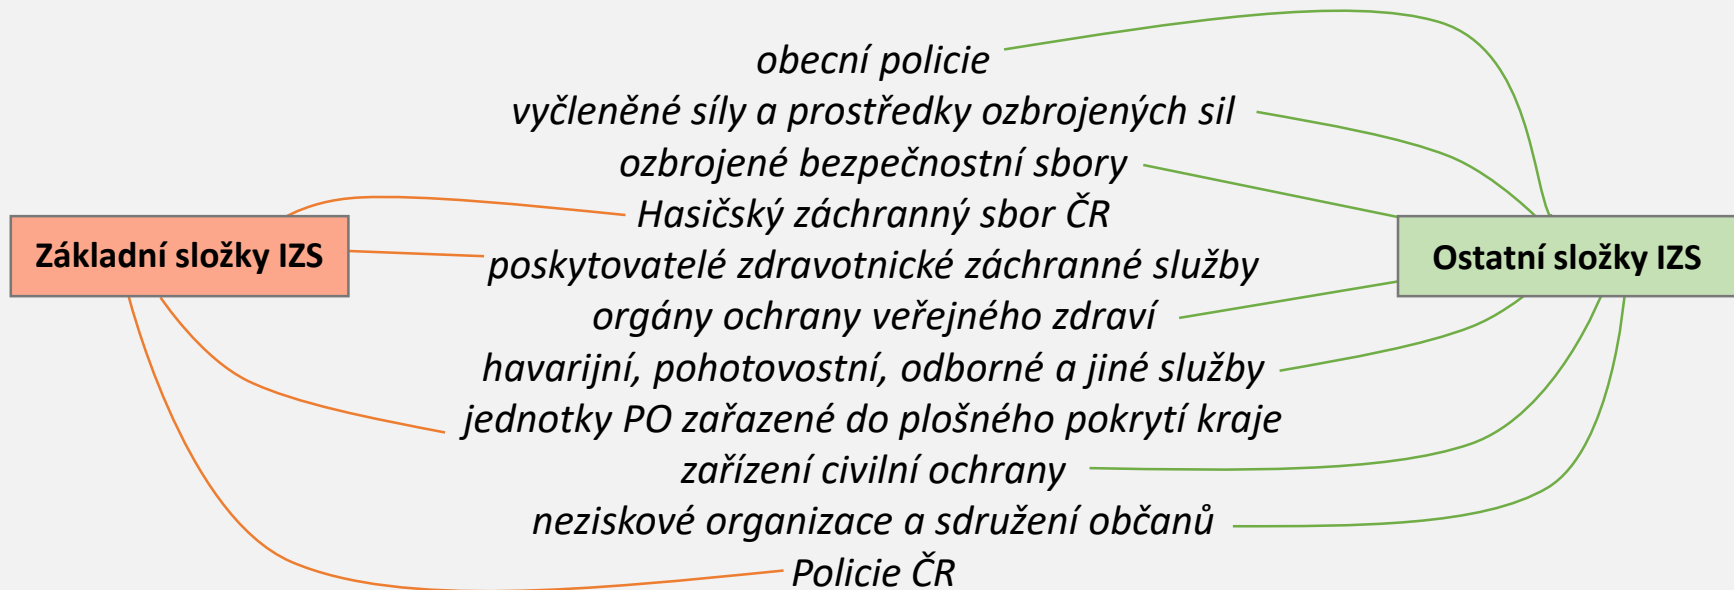 obecní policie
vyčleněné síly a prostředky ozbrojených sil
ozbrojené bezpečnostní sbory
Hasičský záchranný sbor ČR
Základní složky IZS
poskytovatelé zdravotnické záchranné služby
Ostatní složky IZS
orgány ochrany veřejného zdraví
havarijní, pohotovostní, odborné a jiné služby
jednotky PO zařazené do plošného pokrytí kraje
zařízení civilní ochrany
neziskové organizace a sdružení občanů
Policie ČR